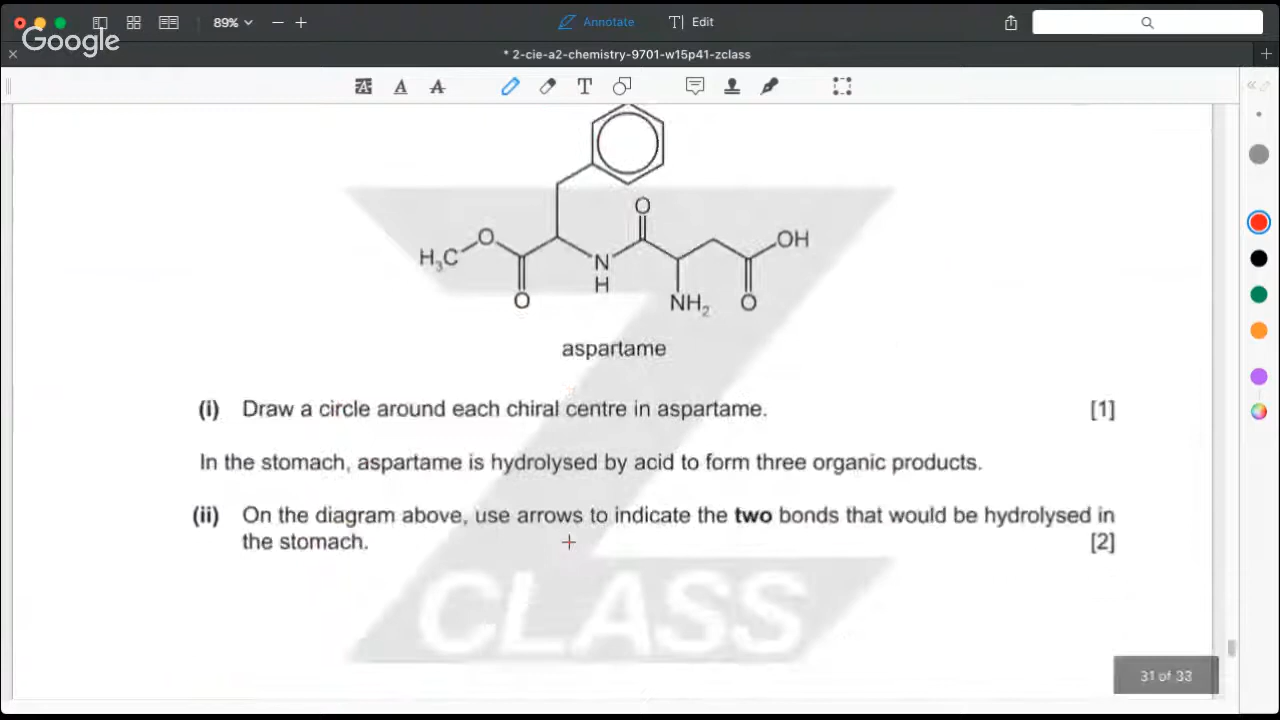 89%
Annotate
T Edit
Google
* 2-cie-a2-chemistry-9701-w15p41-zclass
A A A T
O
O OH
H3C N
H
O NH2 O
aspartame
(i) Draw a circle around each chiral centre in aspartame. [1]
In the stomach, aspartame is hydrolysed by acid to form three organic products.
(ii) On the diagram above, use arrows to indicate the two bonds that would be hydrolysed in
the stomach. [2]
CLASS
31 of 33